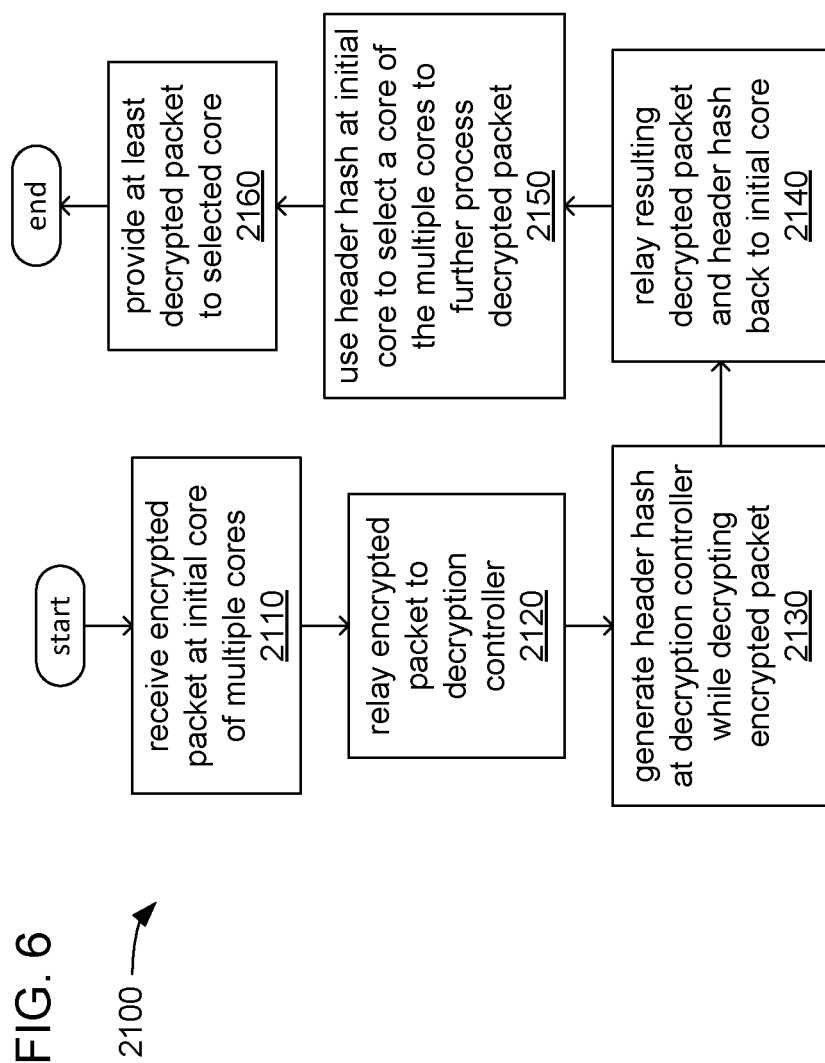 FIG. 6
2100
start
receive encrypted
packet at initial core
of multiple cores
2110
relay encrypted
packet to
decryption
controller
2120
generate header hash
at decryption controller
while decrypting
encrypted packet
2130
relay resulting
decrypted packet
and header hash
back to initial core
2140
use header hash at initial
core to select a core of
the multiple cores to
further process
decrypted packet
2150
provide at least
decrypted packet
to selected core
2160
end